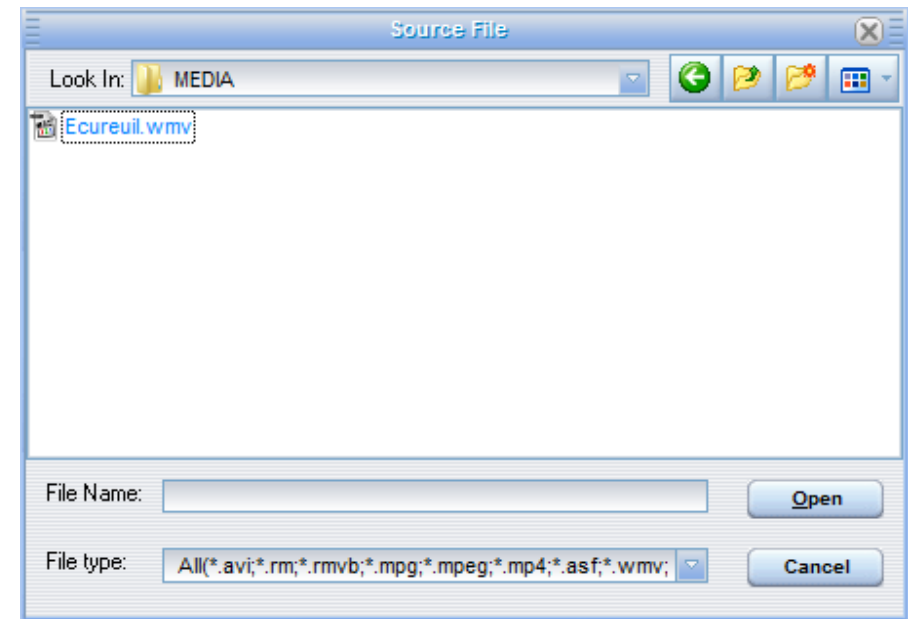 Source File
Look In: MEDIA
Ecureuil.wmv
File Name:
Open
File type: All(*.avi;*.rm;*.rmvb;*.mpg;*.mpeg;*.mp4;*.asf;*.wmv;
Cancel